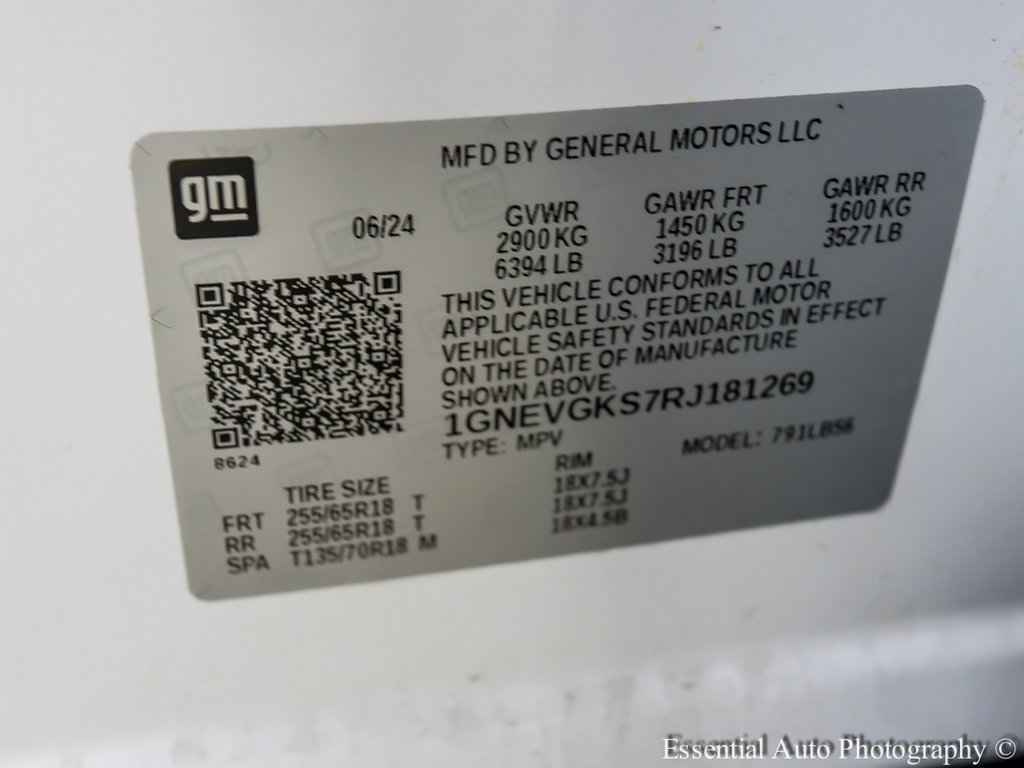 gm
MFD BY GENERAL MOTORS LLC
06/24
GVWR GAWR FRT GAWR RR
2900 KG 1450 KG 1600 KG
6394 LB 3196 LB 3527 LB
THIS VEHICLE CONFORMS TO ALL
APPLICABLE U.S. FEDERAL MOTOR
VEHICLE SAFETY STANDARDS IN EFFECT
ON THE DATE OF MANUFACTURE
SHOWN ABOVE.
1GNEVGKS7RJ181269
TYPE: MPV MODEL: 791LB56
8624
TIRE SIZE RIM
FRT 255/65R18 T 18X7.5J
RR 255/65R18 T 18X7.5J
SPA T135/70R18 M 18X4.5B
Essential Auto Photography ©